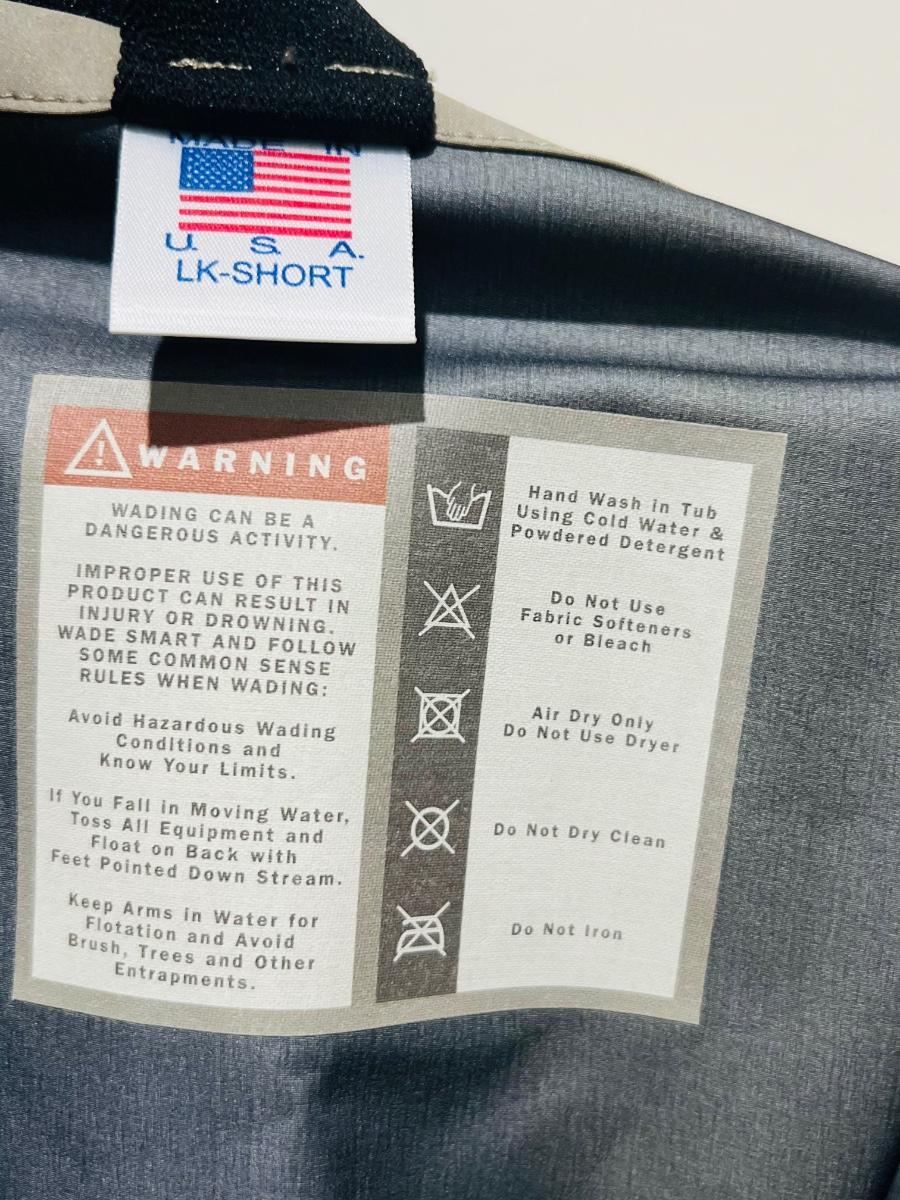 MADE IN
U. S. A.
LK-SHORT
WARNING
WADING CAN BE A
DANGEROUS ACTIVITY.
IMPROPER USE OF THIS
PRODUCT CAN RESULT IN
INJURY OR DROWNING.
WADE SMART AND FOLLOW
SOME COMMON SENSE
RULES WHEN WADING:
Avoid Hazardous Wading
Conditions and
Know Your Limits.
If You Fall in Moving Water,
Toss All Equipment and
Float on Back with
Feet Pointed Down Stream.
Keep Arms in Water for
Flotation and Avoid
Brush, Trees and Other
Entrapments.
Hand Wash in Tub
Using Cold Water &
Powdered Detergent
Do Not Use
Fabric Softeners
or Bleach
Air Dry Only
Do Not Use Dryer
Do Not Dry Clean
Do Not Iron